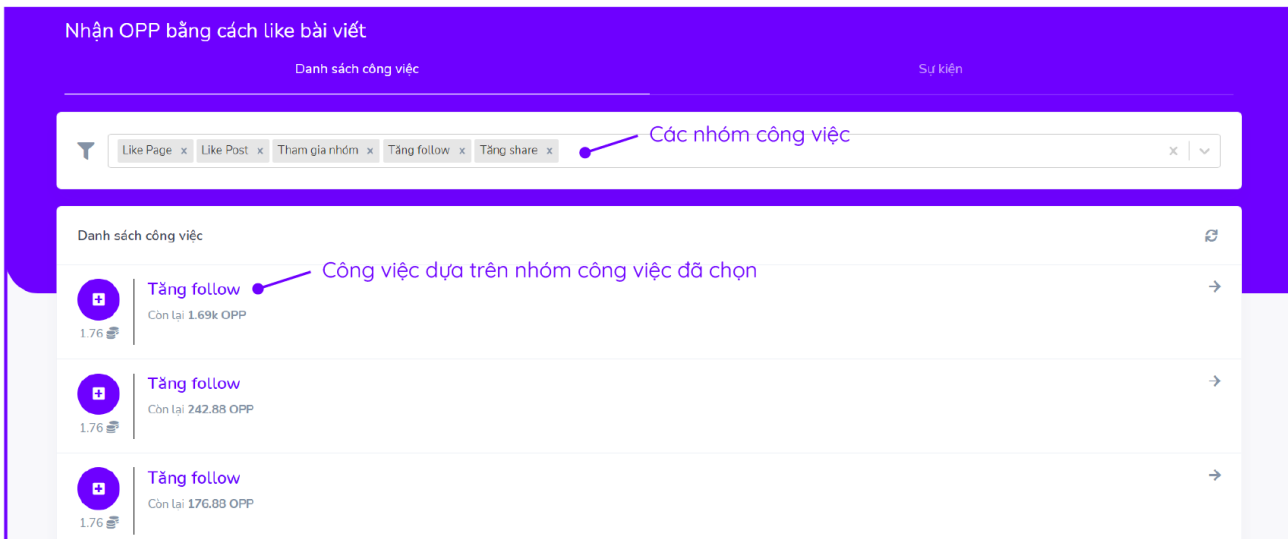 Nhận OPP bằng cách like bài viết
Danh sách công việc Sự kiện
Like Page x Like Post x Tham gia nhóm x Tăng follow x Tăng share x Các nhóm công việc
Danh sách công việc
Tăng follow Công việc dựa trên nhóm công việc đã chọn
Còn lại 1.69k OPP
1.76
Tăng follow
Còn lại 242.88 OPP
1.76
Tăng follow
Còn lại 176.88 OPP
1.76